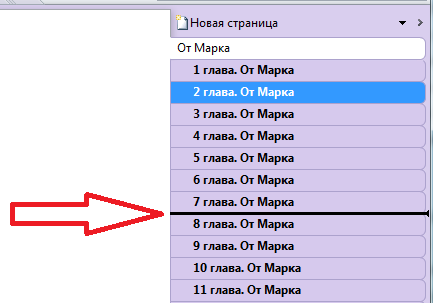 Новая страница
От Марка
1 глава. От Марка
2 глава. От Марка
3 глава. От Марка
4 глава. От Марка
5 глава. От Марка
6 глава. От Марка
7 глава. От Марка
8 глава. От Марка
9 глава. От Марка
10 глава. От Марка
11 глава. От Марка